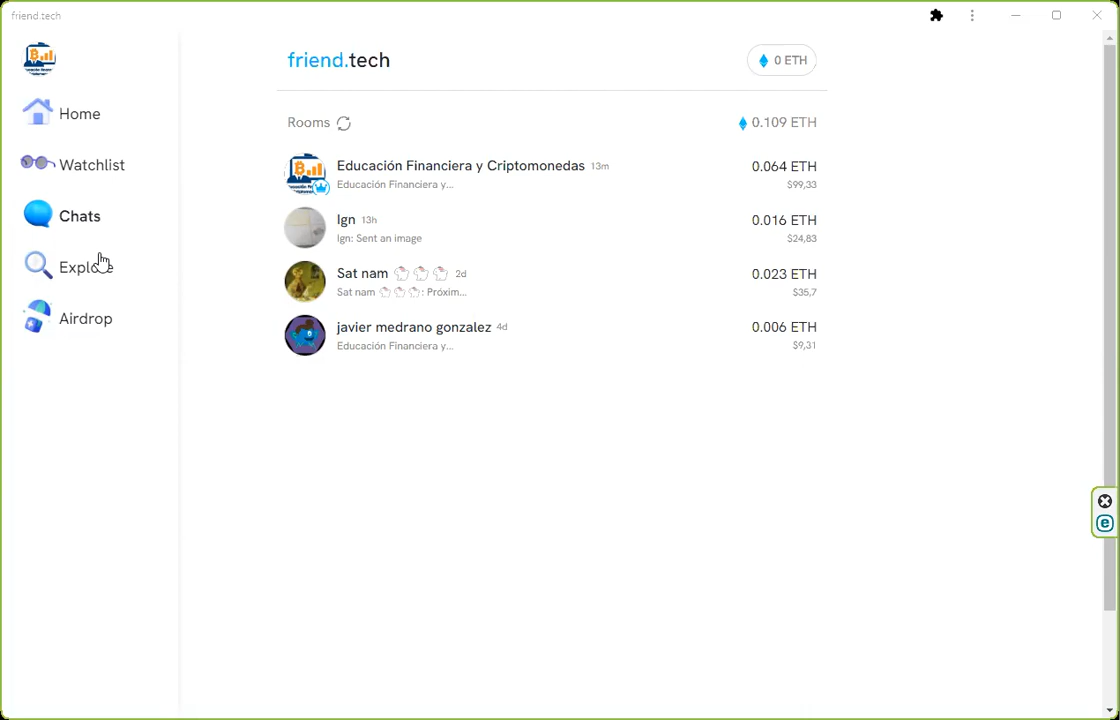 friend.tech
Home
Watchlist
Chats
Explore
Airdrop
friend.tech
0 ETH
Rooms
0.109 ETH
Educación Financiera y Criptomonedas 13m
0.064 ETH
Educación Financiera y...
$99,33
Ign 13h
0.016 ETH
Ign: Sent an image
$24,83
Sat nam 2d
0.023 ETH
Sat nam : Próxim...
$35,7
javier medrano gonzalez 4d
0.006 ETH
Educación Financiera y...
$9,31